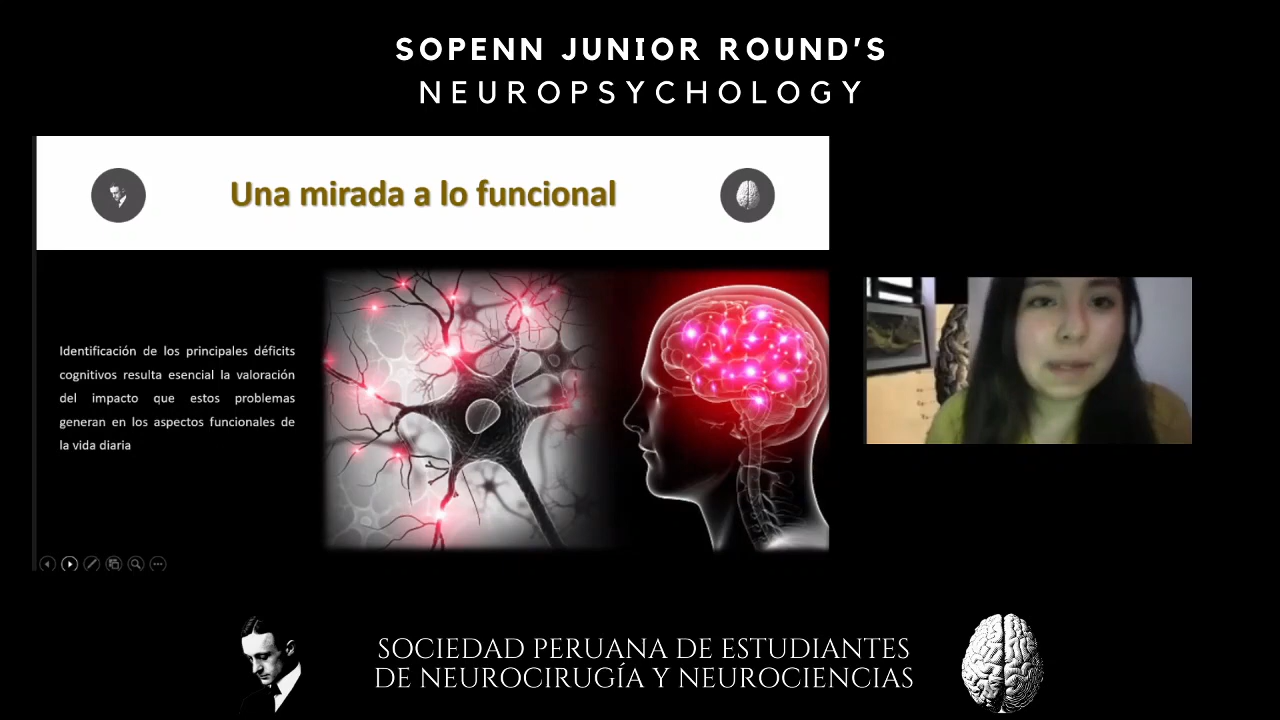 SOPENN JUNIOR ROUND'S
NEUROPSYCHOLOGY
Una mirada a lo funcional
Identificación de los principales déficits
cognitivos resulta esencial la valoración
del impacto que estos problemas
generan en los aspectos funcionales de
la vida diaria
SOCIEDAD PERUANA DE ESTUDIANTES
DE NEUROCIRUGÍA Y NEUROCIENCIAS